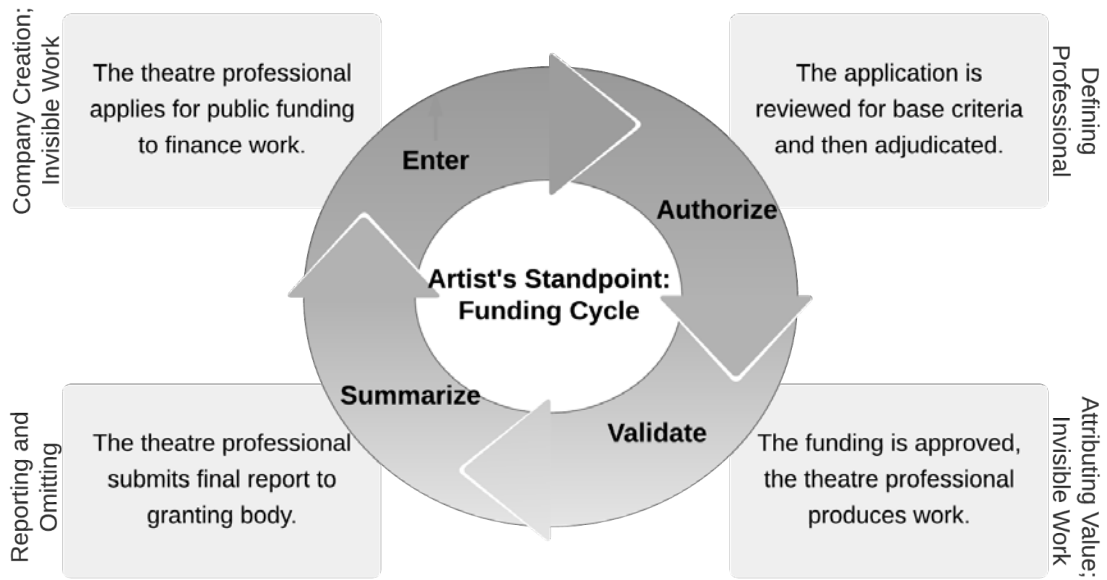 Company Creation;
Invisible Work
The theatre professional
applies for public funding
to finance work.
Enter
The application is
reviewed for base criteria
and then adjudicated.
Defining
Professional
Authorize
Artist's Standpoint:
Funding Cycle
Summarize
Validate
Reporting and
Omitting
The theatre professional
submits final report to
granting body.
The funding is approved,
the theatre professional
produces work.
Attributing Value;
Invisible Work